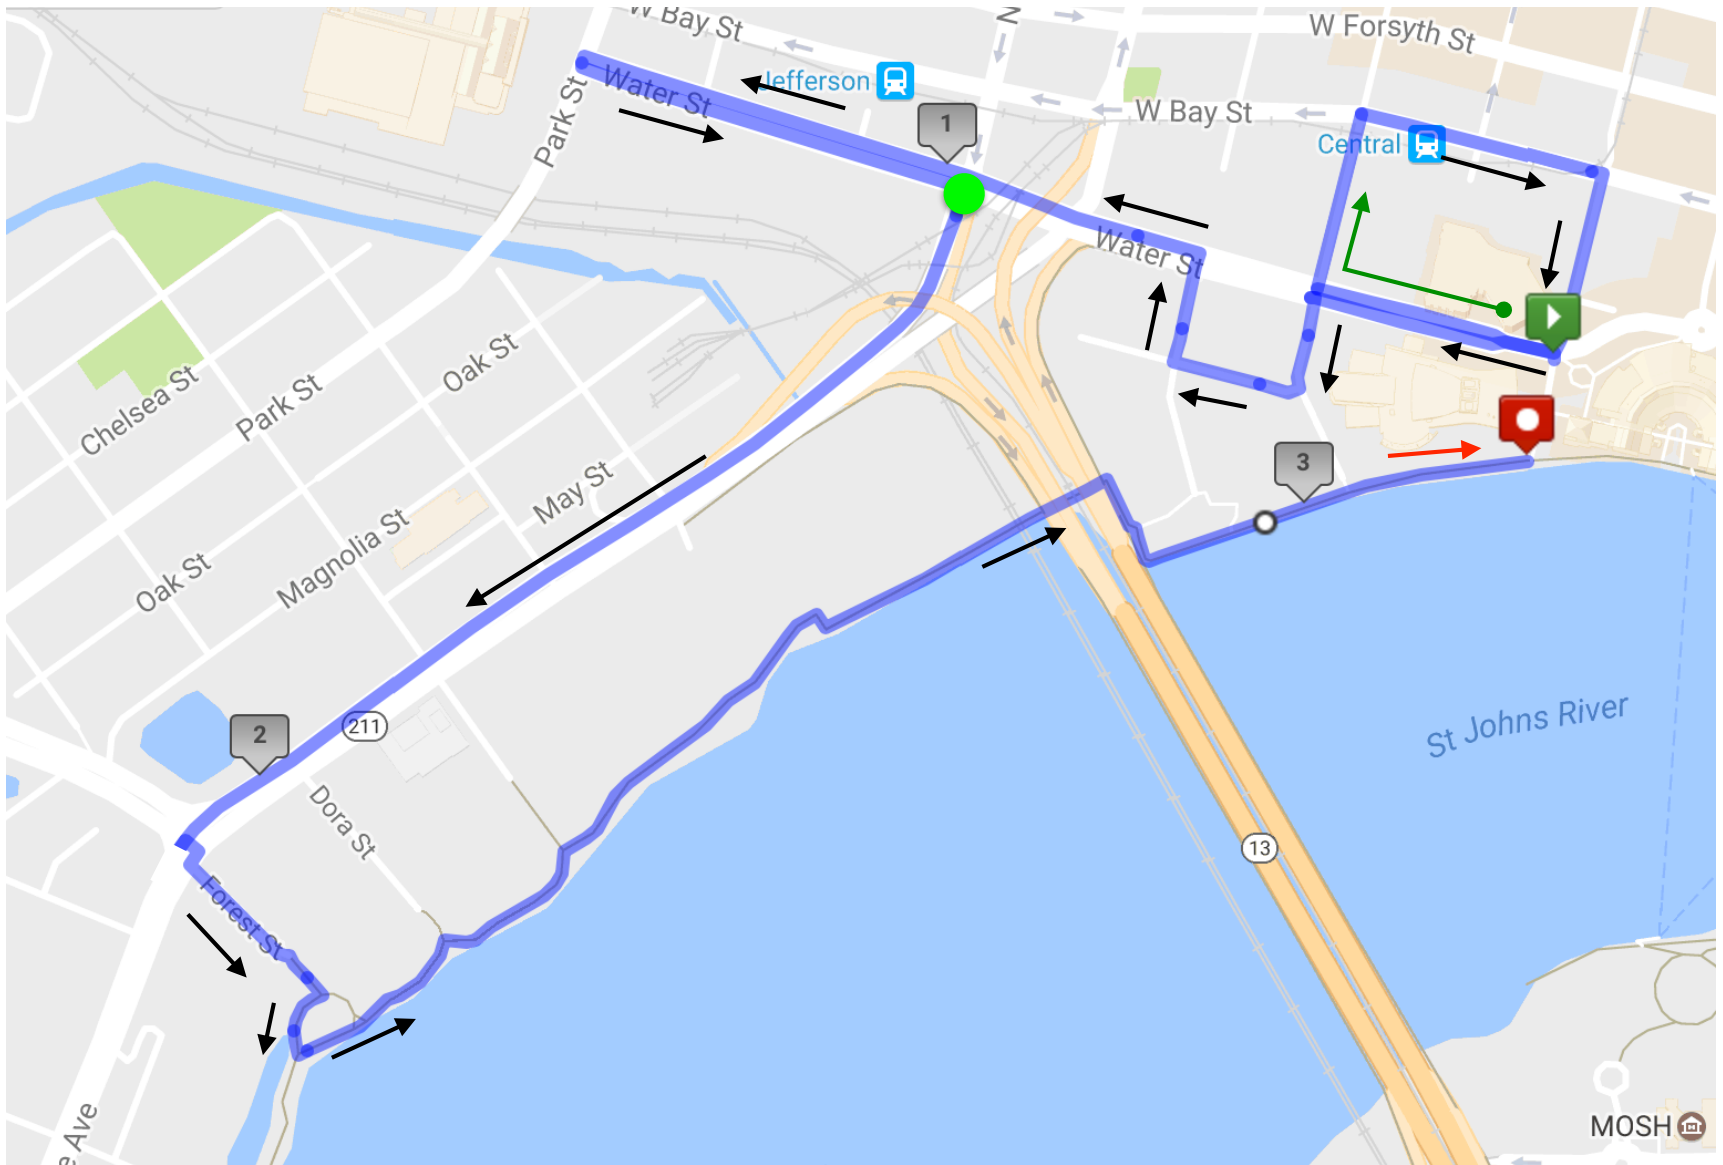 W Bay St
N
W Forsyth St
Water St
Jefferson
W Bay St
Park St
1
Central
Water St
Oak St
Chelsea St
Park St
3
May St
Magnolia St
Oak St
211
2
St Johns River
Dora St
13
Forest St
MOSH
e Ave